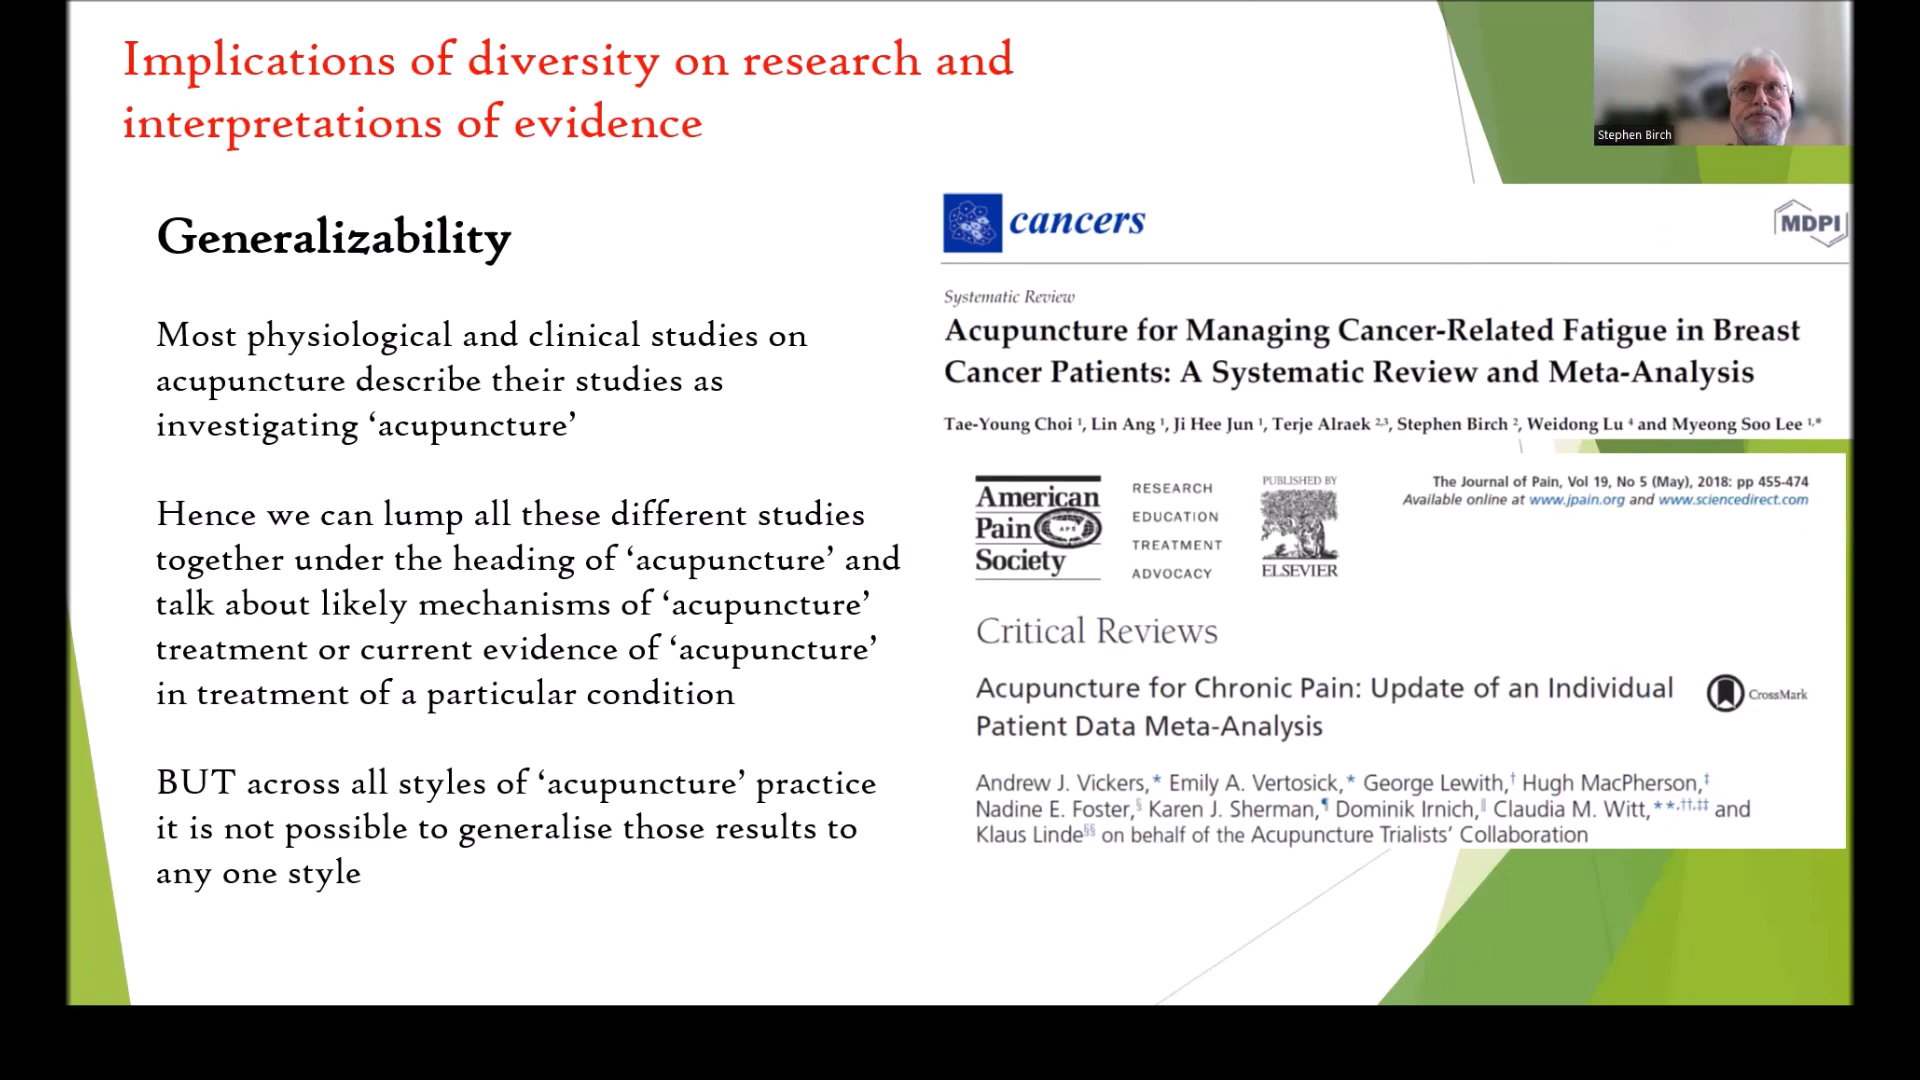 Implications of diversity on research and
interpretations of evidence
Stephen Birch
Generalizability
Most physiological and clinical studies on
acupuncture describe their studies as
investigating ‘acupuncture’
Hence we can lump all these different studies
together under the heading of ‘acupuncture’ and
talk about likely mechanisms of ‘acupuncture’
treatment or current evidence of ‘acupuncture’
in treatment of a particular condition
BUT across all styles of ‘acupuncture’ practice
it is not possible to generalise those results to
any one style
cancers
MDPI
Systematic Review
Acupuncture for Managing Cancer-Related Fatigue in Breast
Cancer Patients: A Systematic Review and Meta-Analysis
Tae-Young Choi ¹, Lin Ang ¹, Ji Hee Jun ¹, Terje Alraek ²,³, Stephen Birch ², Weidong Lu ⁴ and Myeong Soo Lee ¹,*
American
Pain APS
Society
RESEARCH
EDUCATION
TREATMENT
ADVOCACY
PUBLISHED BY
ELSEVIER
The Journal of Pain, Vol 19, No 5 (May), 2018: pp 455-474
Available online at www.jpain.org and www.sciencedirect.com
Critical Reviews
Acupuncture for Chronic Pain: Update of an Individual
Patient Data Meta-Analysis
CrossMark
Andrew J. Vickers,* Emily A. Vertosick,* George Lewith,† Hugh MacPherson,‡
Nadine E. Foster,§ Karen J. Sherman,¶ Dominik Irnich,‖ Claudia M. Witt,**,††,‡‡ and
Klaus Linde§§ on behalf of the Acupuncture Trialists’ Collaboration